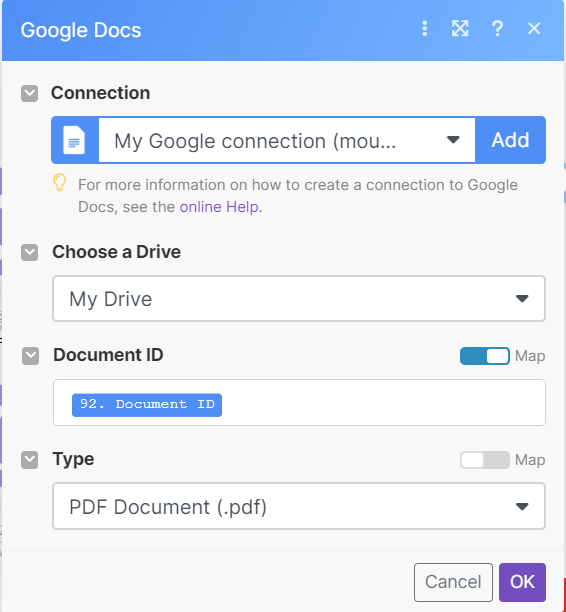 Google Docs
?
Connection
My Google connection (mou...
Add
For more information on how to create a connection to Google
Docs, see the online Help.
Choose a Drive
My Drive
Document ID
Map
92. Document ID
Type
Map
PDF Document (.pdf)
Cancel
OK